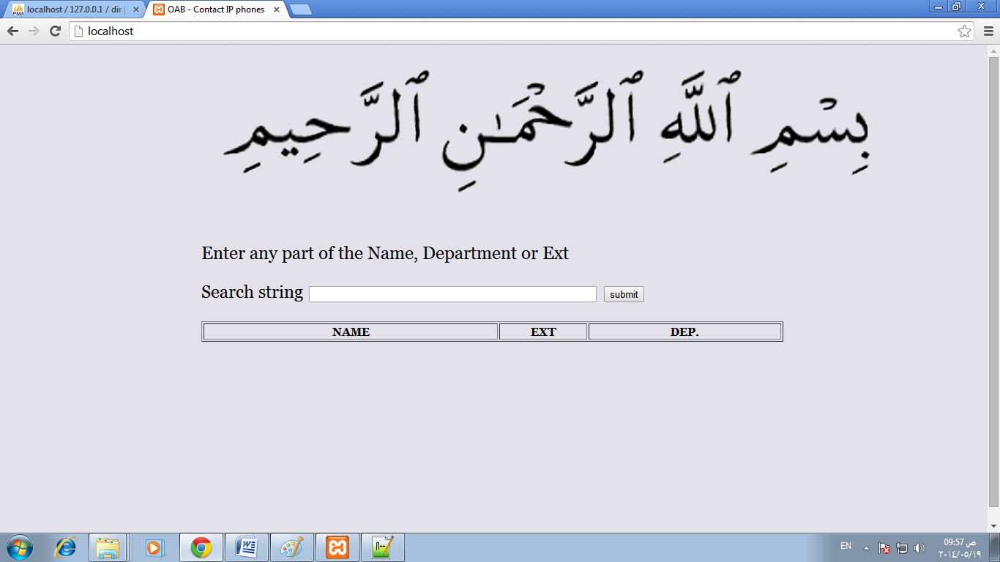 localhost / 127.0.0.1 / dir |
OAB - Contact IP phones
localhost
بِسْمِ ٱللَّهِ ٱلرَّحْمَـٰنِ ٱلرَّحِيمِ
Enter any part of the Name, Department or Ext
Search string submit
NAME EXT DEP.
EN
09:57 ص
٢٠١٤/٠٥/١٩